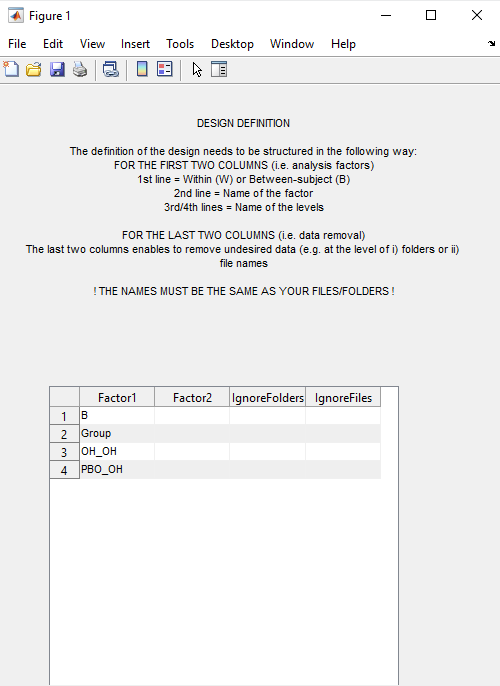 Figure 1
File Edit View Insert Tools Desktop Window Help
DESIGN DEFINITION
The definition of the design needs to be structured in the following way:
FOR THE FIRST TWO COLUMNS (i.e. analysis factors)
1st line = Within (W) or Between-subject (B)
2nd line = Name of the factor
3rd/4th lines = Name of the levels
FOR THE LAST TWO COLUMNS (i.e. data removal)
The last two columns enables to remove undesired data (e.g. at the level of i) folders or ii)
file names
! THE NAMES MUST BE THE SAME AS YOUR FILES/FOLDERS !
Factor1 Factor2 IgnoreFolders IgnoreFiles
1 B
2 Group
3 OH_OH
4 PBO_OH